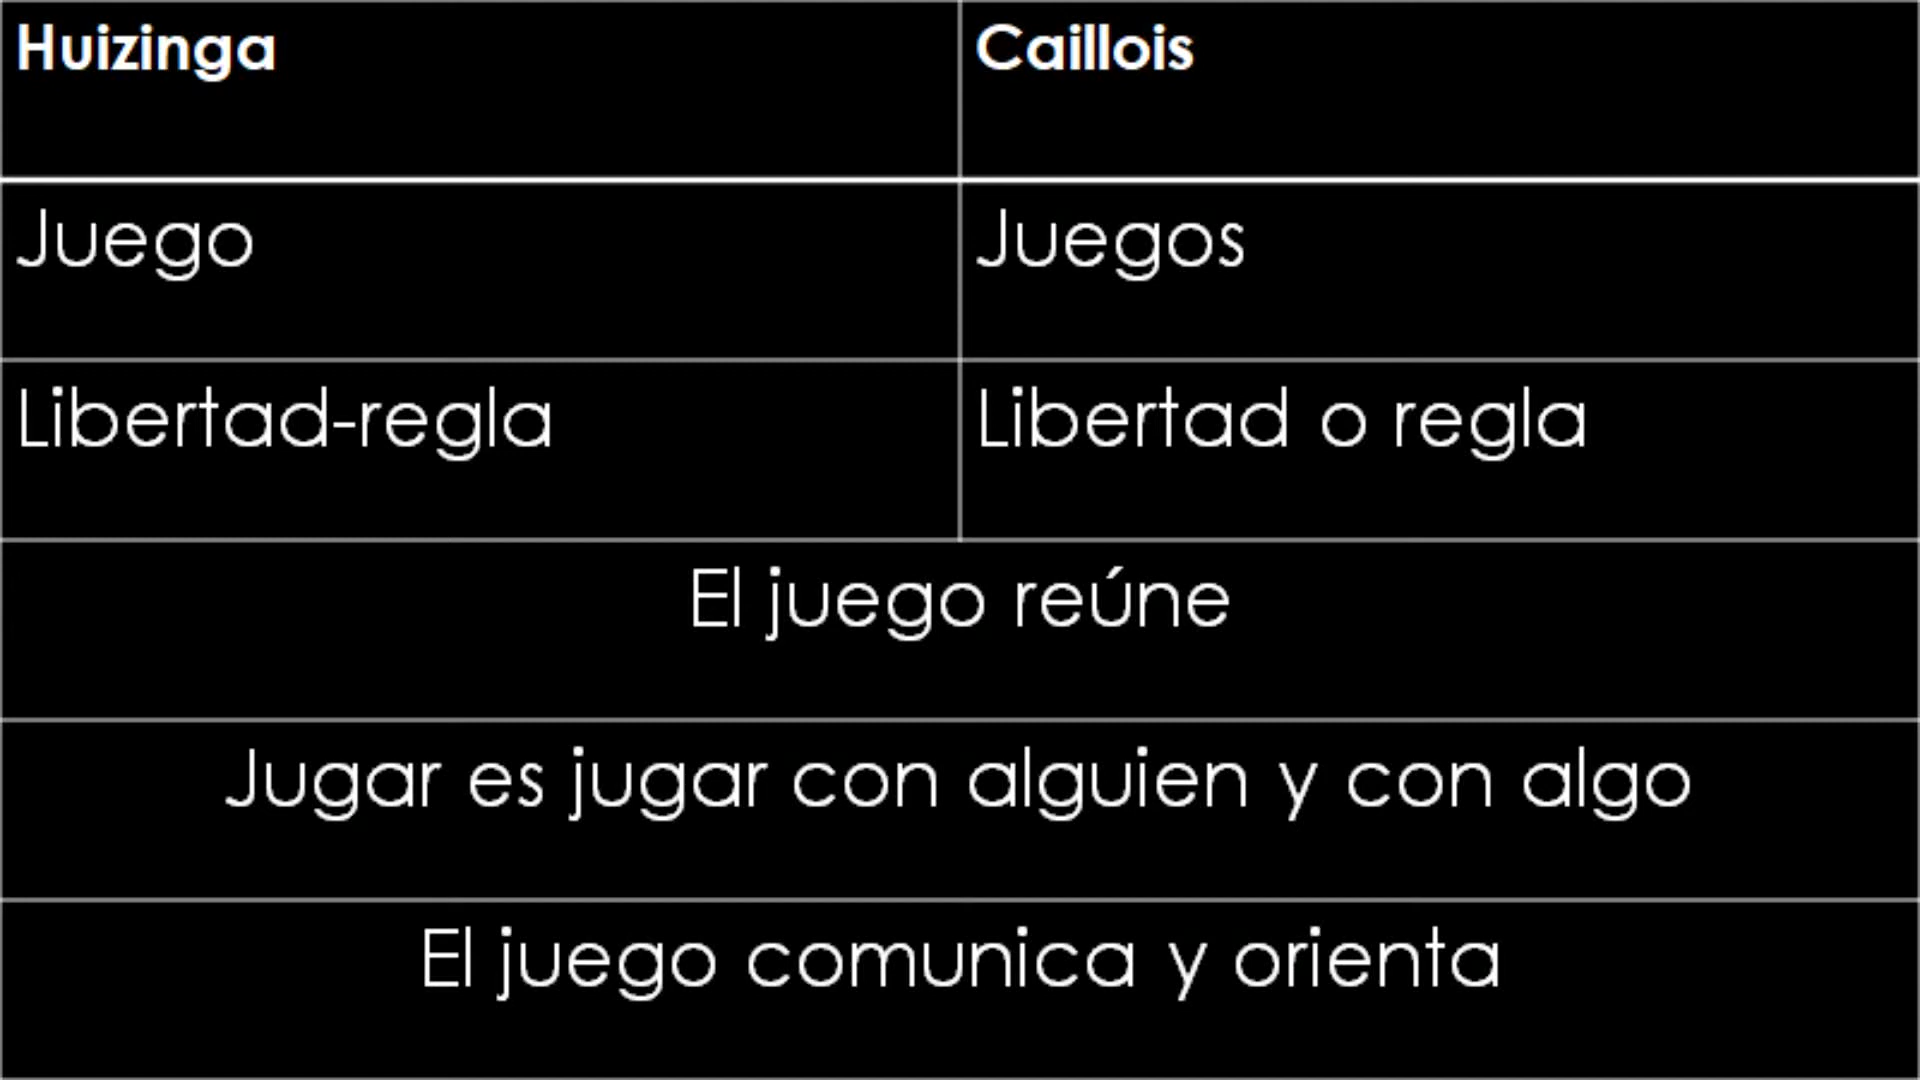 Huizinga
Caillois
Juego
Juegos
Libertad-regla
Libertad o regla
El juego reúne
Jugar es jugar con alguien y con algo
El juego comunica y orienta